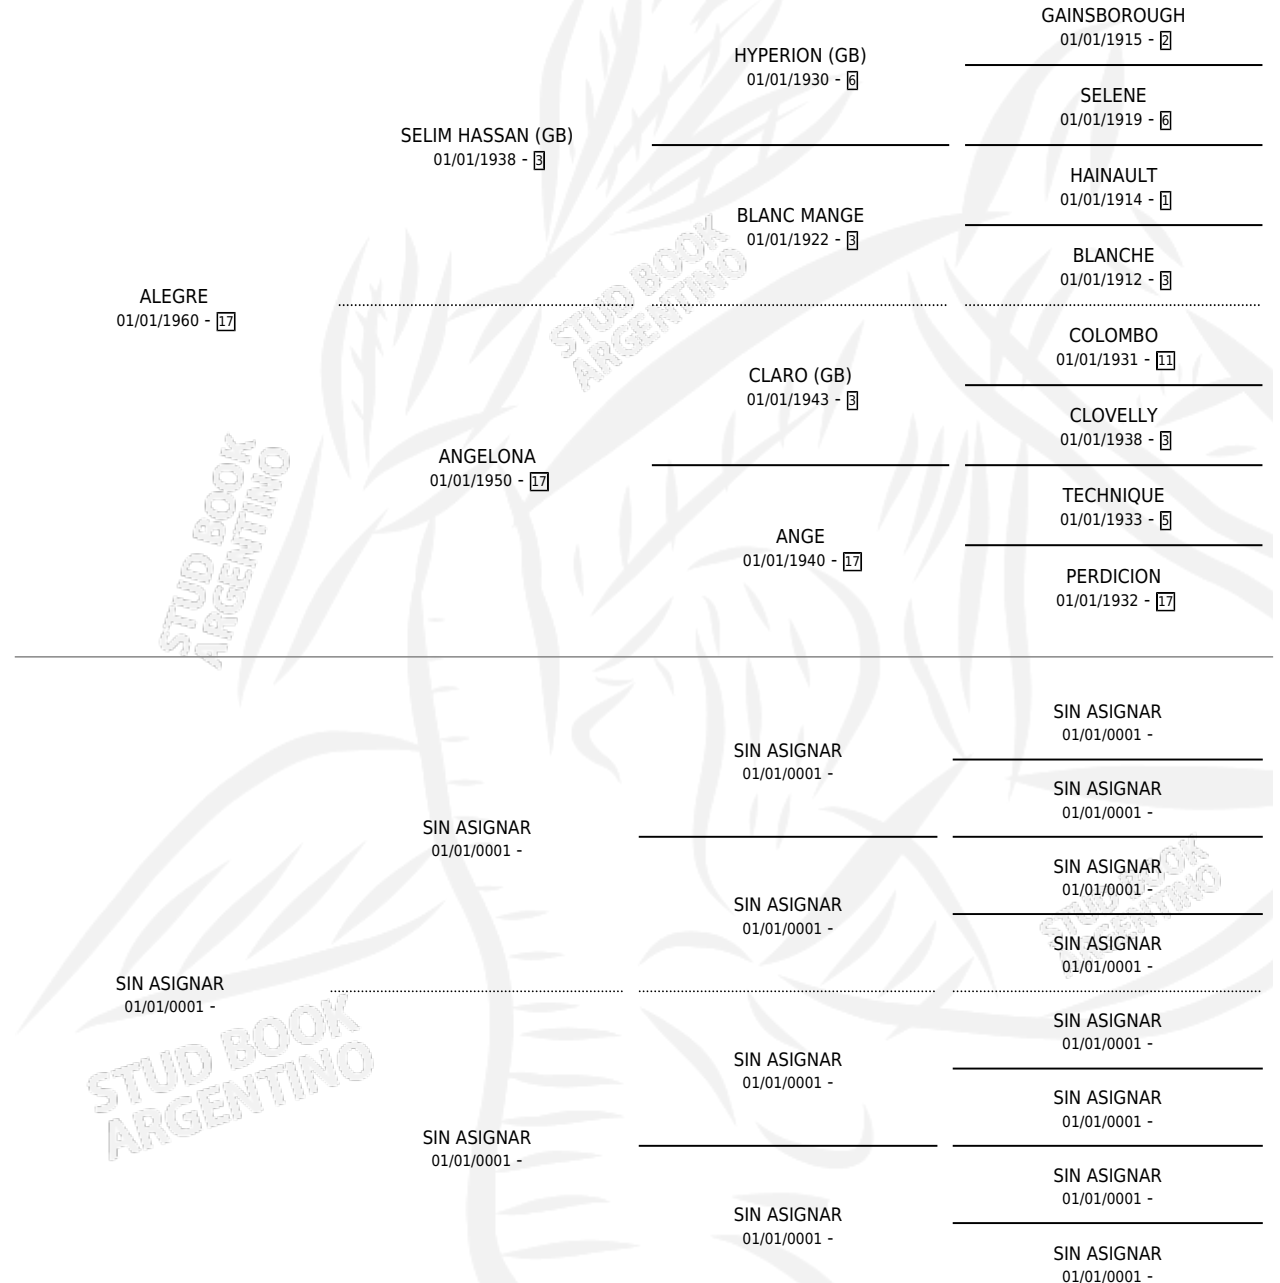 GAINSBOROUGH
01/01/1915 - 2
HYPERION (GB)
01/01/1930 - 6
SELENE
01/01/1919 - 6
SELIM HASSAN (GB)
01/01/1938 - 3
HAINAULT
01/01/1914 - 1
BLANC MANGE
01/01/1922 - 3
BLANCHE
01/01/1912 - 3
ALEGRE
01/01/1960 - 17
STUD BOOK
ARGENTINO
COLOMBO
01/01/1931 - 11
CLARO (GB)
01/01/1943 - 3
CLOVELLY
01/01/1938 - 3
ANGELONA
01/01/1950 - 17
TECHNIQUE
01/01/1933 - 5
ANGE
01/01/1940 - 17
PERDICION
01/01/1932 - 17
STUD BOOK
ARGENTINO
SIN ASIGNAR
01/01/0001 -
SIN ASIGNAR
01/01/0001 -
SIN ASIGNAR
01/01/0001 -
SIN ASIGNAR
01/01/0001 -
SIN ASIGNAR
01/01/0001 -
SIN ASIGNAR
01/01/0001 -
SIN ASIGNAR
01/01/0001 -
STUD BOOK
ARGENTINO
SIN ASIGNAR
01/01/0001 -
SIN ASIGNAR
01/01/0001 -
SIN ASIGNAR
01/01/0001 -
SIN ASIGNAR
01/01/0001 -
SIN ASIGNAR
01/01/0001 -
SIN ASIGNAR
01/01/0001 -
SIN ASIGNAR
01/01/0001 -
SIN ASIGNAR
01/01/0001 -
STUD BOOK
ARGENTINO